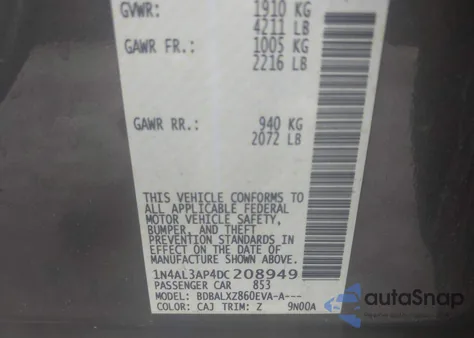 GVWR: 1910 KG
4211 LB
GAWR FR.: 1005 KG
2216 LB
GAWR RR.: 940 KG
2072 LB
THIS VEHICLE CONFORMS TO
ALL APPLICABLE FEDERAL
MOTOR VEHICLE SAFETY,
BUMPER, AND THEFT
PREVENTION STANDARDS IN
EFFECT ON THE DATE OF
MANUFACTURE SHOWN ABOVE.
1N4AL3AP4DC208949
PASSENGER CAR 853
MODEL: BDBALXZ860EVA-A---
COLOR: CAJ TRIM: Z 9N00A
autoSnap